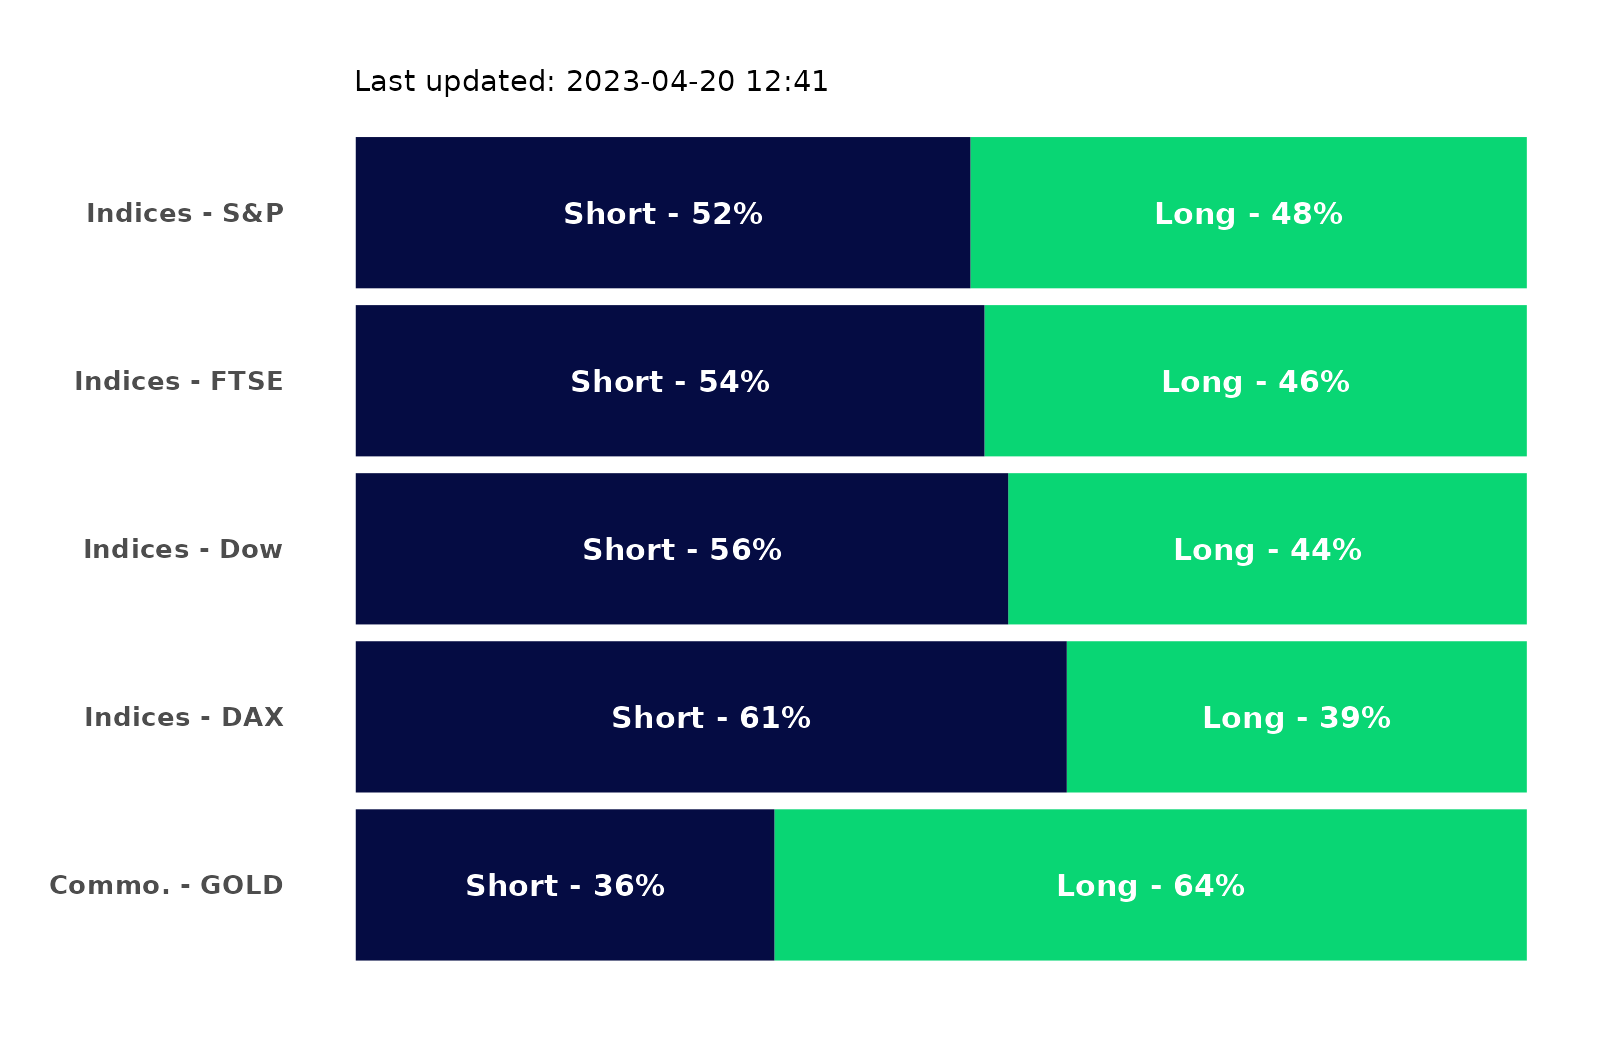 Last updated: 2023-04-20 12:41
Indices - S&P Short - 52% Long - 48%
Indices - FTSE Short - 54% Long - 46%
Indices - Dow Short - 56% Long - 44%
Indices - DAX Short - 61% Long - 39%
Commo. - GOLD Short - 36% Long - 64%